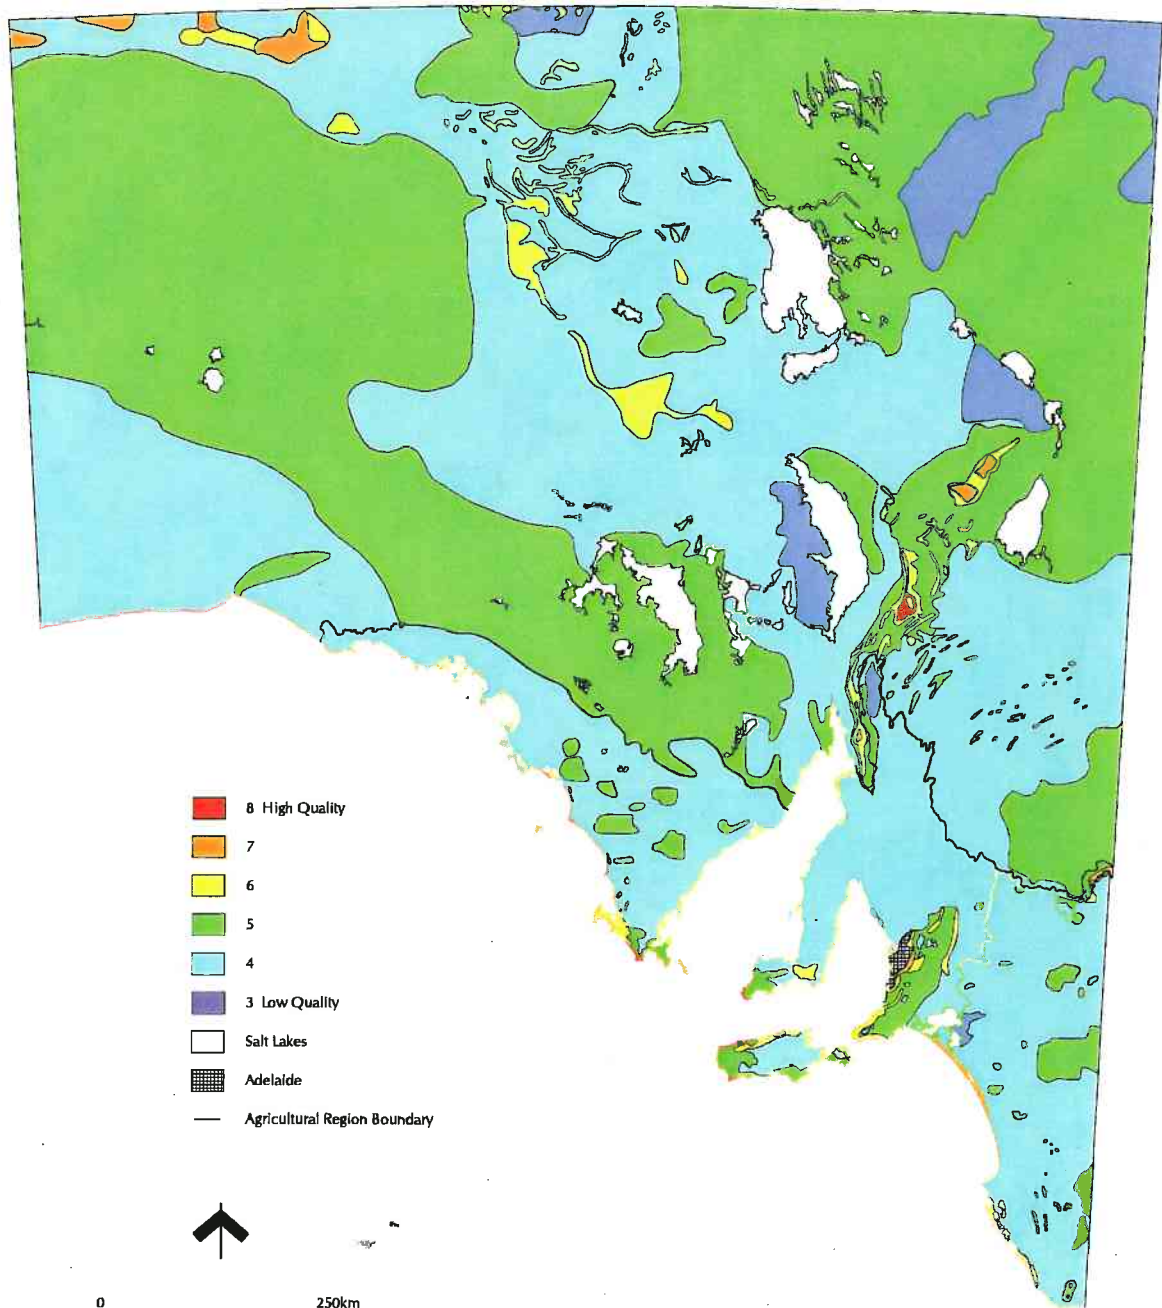 8 High Quality
7
6
5
4
3 Low Quality
Salt Lakes
Adelaide
Agricultural Region Boundary
0 250km